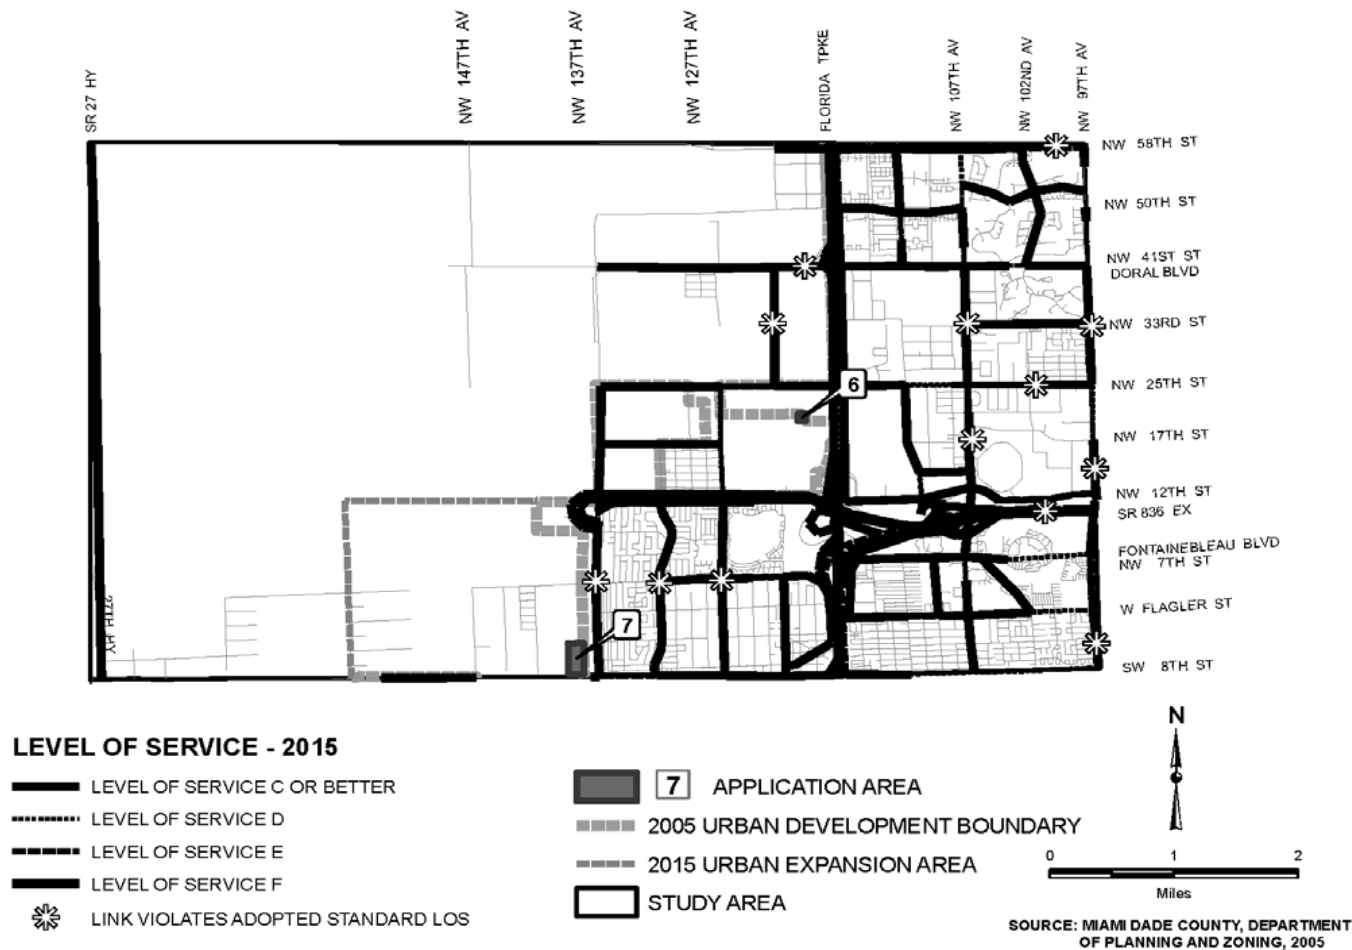 SR 27 HY
NW 147TH AV
NW 137TH AV
NW 127TH AV
FLORIDA TPKE
NW 107TH AV
NW 102ND AV
NW 97TH AV
NW 58TH ST
NW 50TH ST
NW 41ST ST
DORAL BLVD
NW 33RD ST
6
NW 25TH ST
NW 17TH ST
NW 12TH ST
SR 836 EX
FONTAINEBLEAU BLVD
NW 7TH ST
W FLAGLER ST
27TH HY
7
SW 8TH ST
LEVEL OF SERVICE - 2015
LEVEL OF SERVICE C OR BETTER
LEVEL OF SERVICE D
LEVEL OF SERVICE E
LEVEL OF SERVICE F
LINK VIOLATES ADOPTED STANDARD LOS
7 APPLICATION AREA
2005 URBAN DEVELOPMENT BOUNDARY
2015 URBAN EXPANSION AREA
STUDY AREA
N
0 1 2
Miles
SOURCE: MIAMI DADE COUNTY, DEPARTMENT
OF PLANNING AND ZONING, 2005